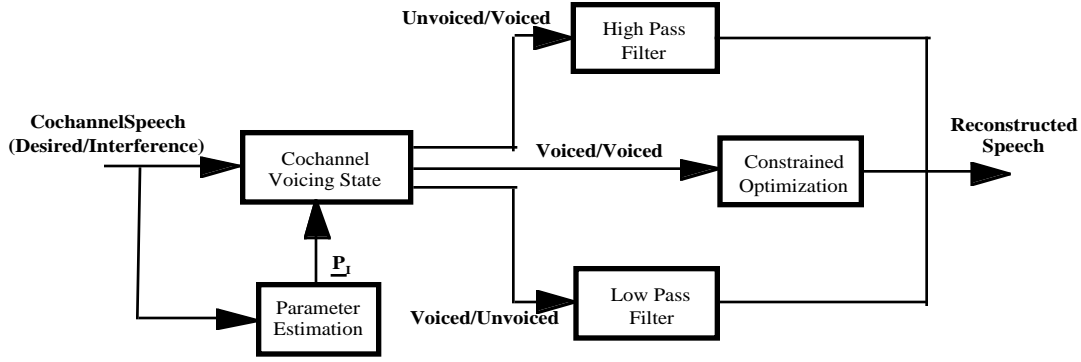 Unvoiced/Voiced
High Pass
Filter
CochannelSpeech
(Desired/Interference)
Cochannel
Voicing State
Voiced/Voiced
Constrained
Optimization
Reconstructed
Speech
P_I
Parameter
Estimation
Voiced/Unvoiced
Low Pass
Filter